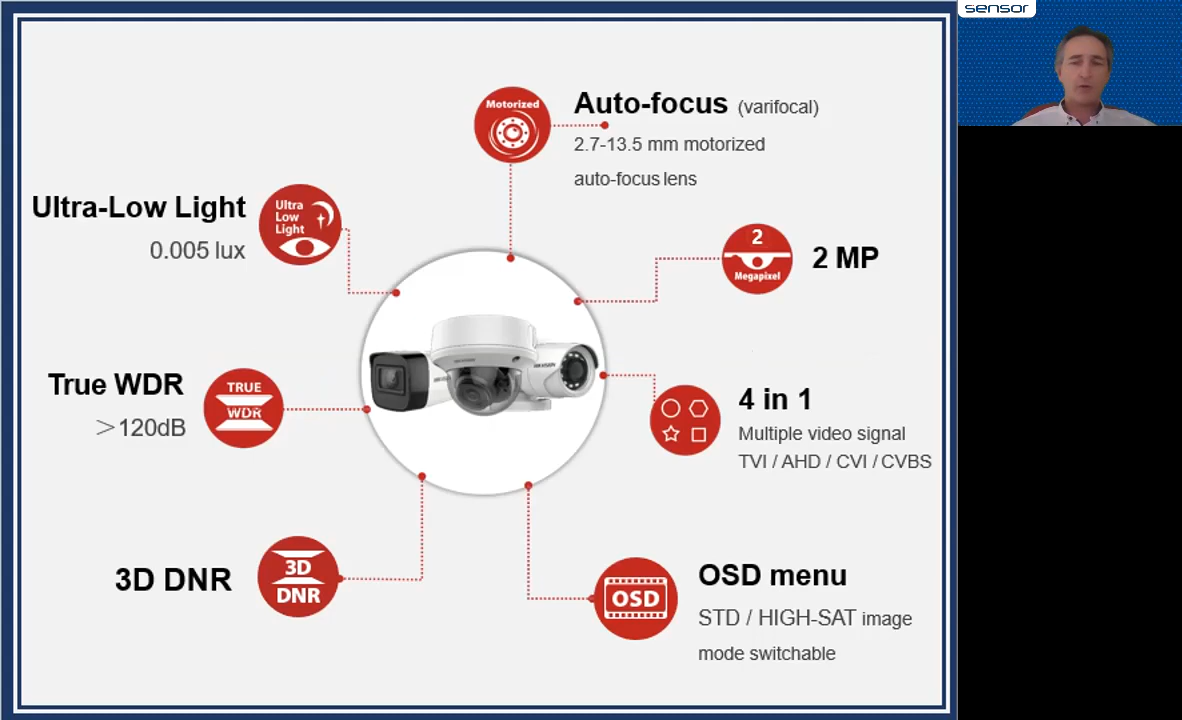 sensor
Motorized
Auto-focus (varifocal)
2.7-13.5 mm motorized
auto-focus lens
Ultra-Low Light
0.005 lux
Ultra
Low
Light
2
Megapixel
2 MP
True WDR
>120dB
TRUE
WDR
HIKVISION
HIKVISION
4 in 1
Multiple video signal
TVI / AHD / CVI / CVBS
3D DNR
3D
DNR
OSD
OSD menu
STD / HIGH-SAT image
mode switchable